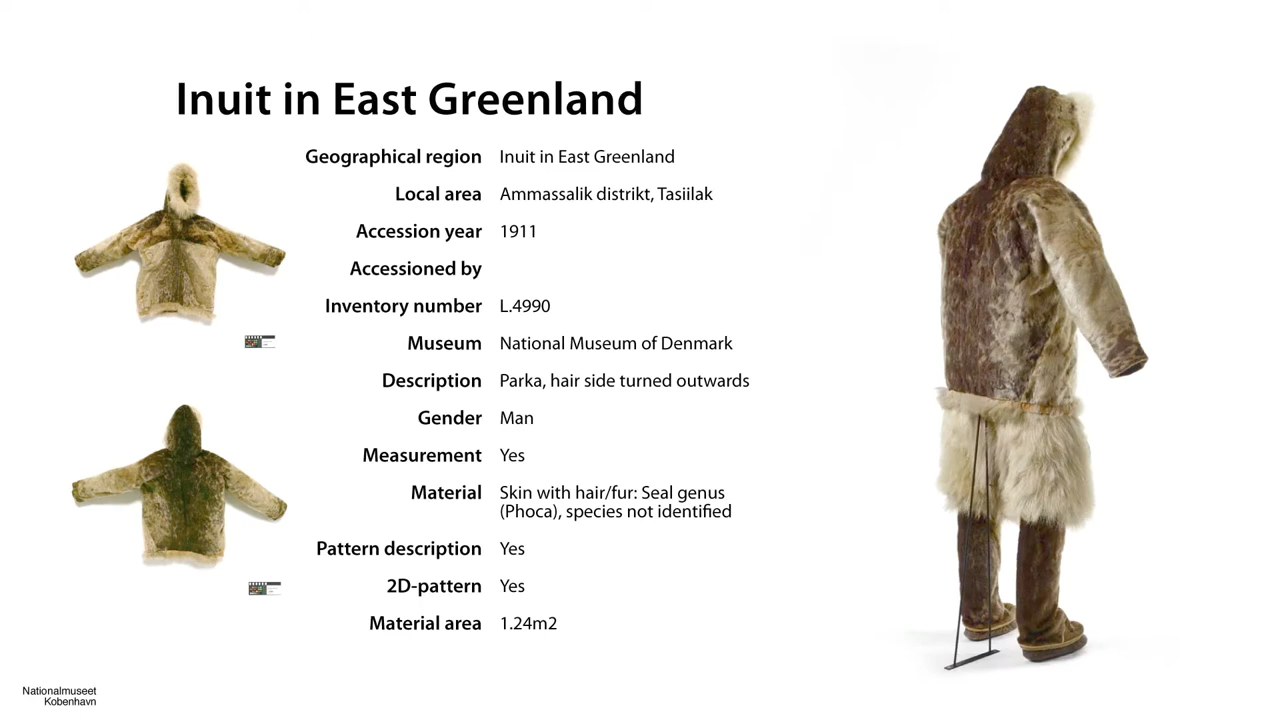 Inuit in East Greenland
Geographical region Inuit in East Greenland
Local area Ammassalik distrikt, Tasiilak
Accession year 1911
Accessioned by
Inventory number L.4990
Museum National Museum of Denmark
Description Parka, hair side turned outwards
Gender Man
Measurement Yes
Material Skin with hair/fur: Seal genus
(Phoca), species not identified
Pattern description Yes
2D-pattern Yes
Material area 1.24m2
Nationalmuseet
Kobenhavn